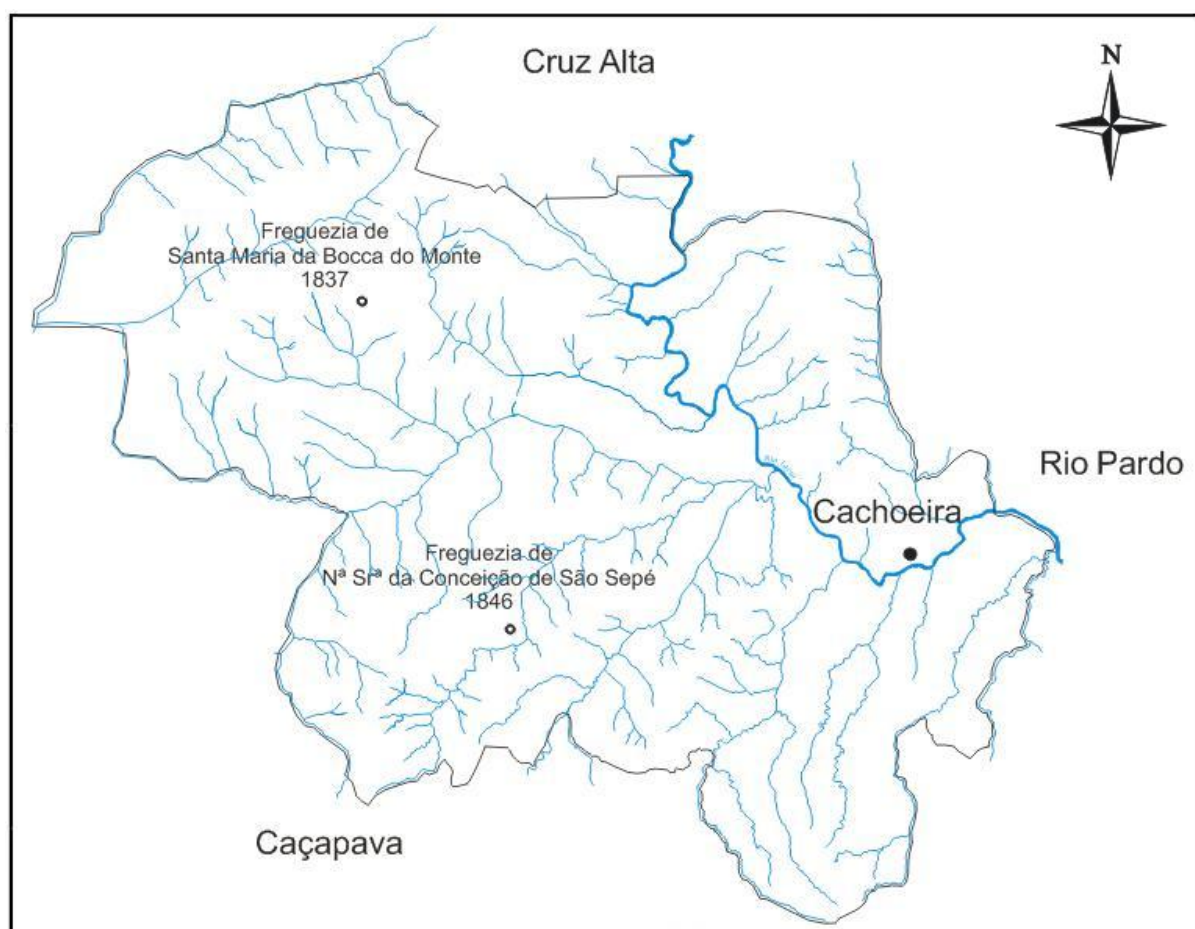 Cruz Alta
N
Freguezia de
Santa Maria da Bocca do Monte
1837
Rio Pardo
Cachoeira
Freguezia de
Nª Srª da Conceição de São Sepé
1846
Caçapava